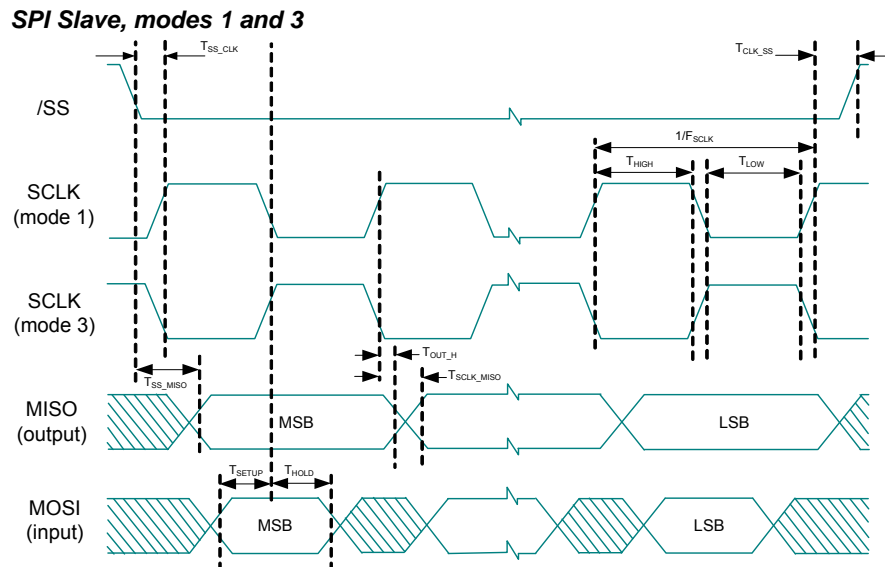 SPI Slave, modes 1 and 3
T_SS_CLK
T_CLK_SS
/SS
1/F_SCLK
T_HIGH
T_LOW
SCLK
(mode 1)
SCLK
(mode 3)
T_OUT_H
T_SS_MISO
T_SCLK_MISO
MISO
(output)
MSB
LSB
T_SETUP
T_HOLD
MOSI
(input)
MSB
LSB